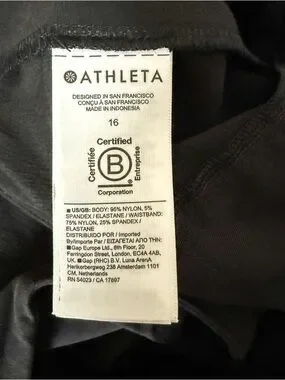 ATHLETA
DESIGNED IN SAN FRANCISCO
CONÇU À SAN FRANCISCO
MADE IN INDONESIA
16
Certified
Certifiée
B
Entreprise
Corporation
US/GB: BODY: 95% NYLON, 5%
SPANDEX / ELASTANE / WAISTBAND:
75% NYLON, 25% SPANDEX /
ELASTANE
DISTRIBUIDO POR / Imported
By/Importe Par / ΕΙΣΑΓΕΤΑΙ ΑΠΟ ΤΗΝ:
Gap Europe Ltd., 8th Floor, 20
Farringdon Street, London, EC4A 4AB,
UK. Gap (RHC) B.V. Luna ArenA
Herikerbergweg 238 Amsterdam 1101
CM, Netherlands
RN 54023 / CA 17897